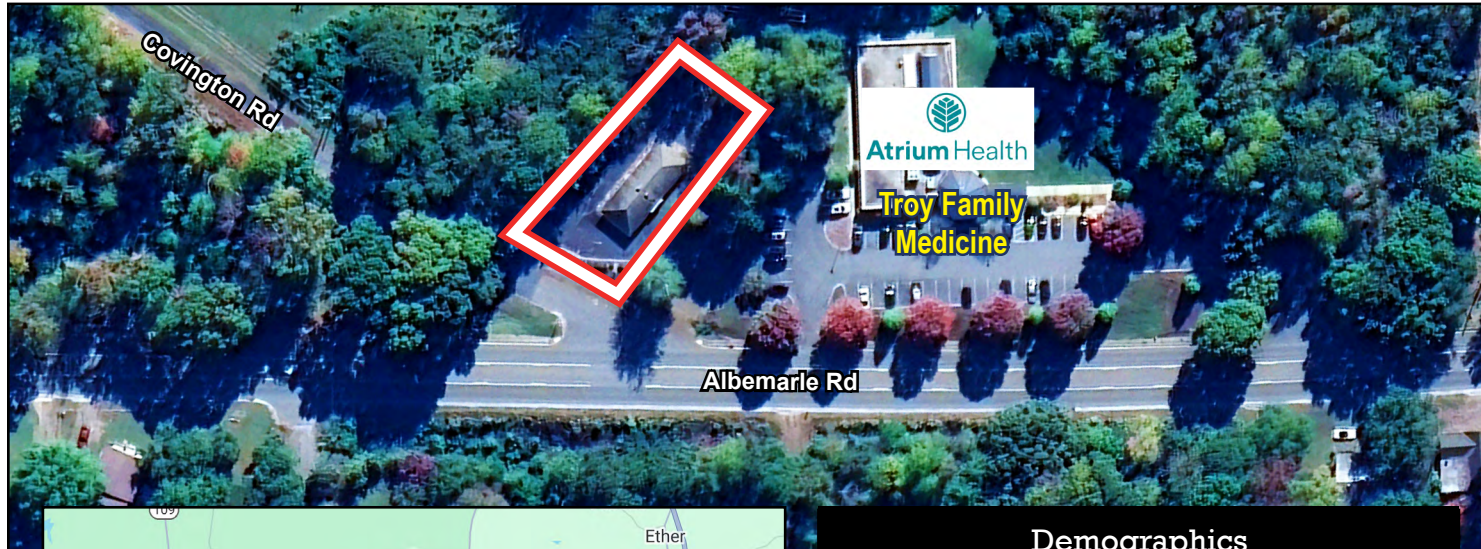 Covington Rd
Atrium Health
Troy Family
Medicine
Albemarle Rd
109
Ether
Demographics